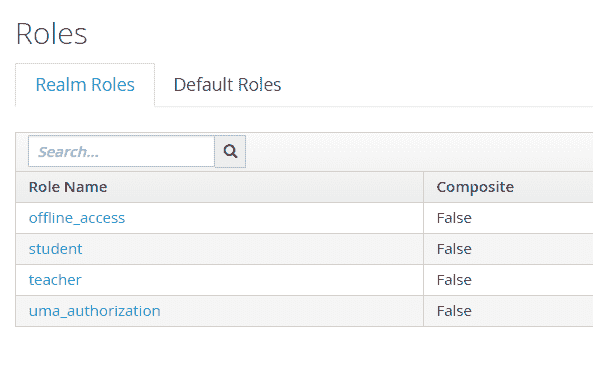 Roles
Realm Roles Default Roles
Search...
Role Name Composite
offline_access False
student False
teacher False
uma_authorization False